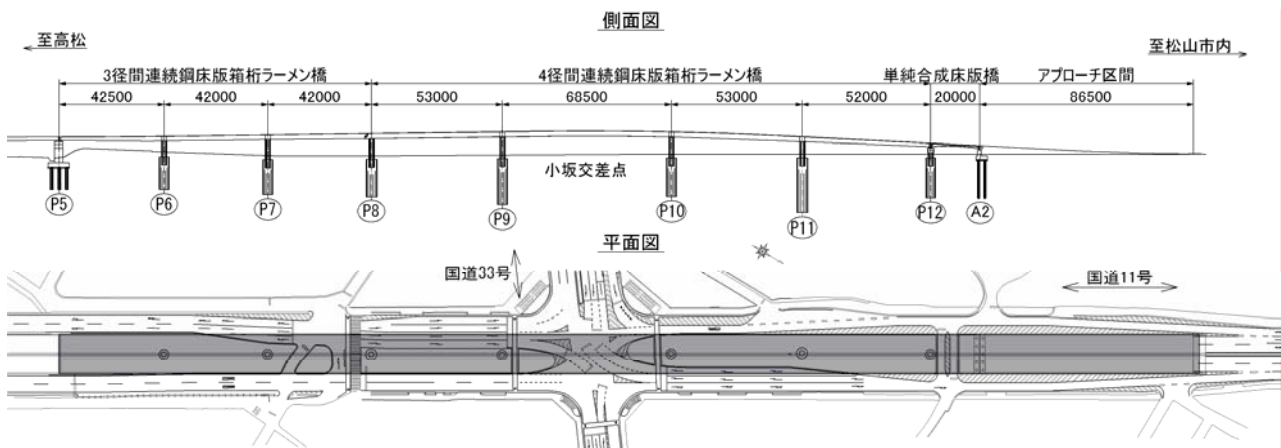 側面図
至高松
至松山市内
3径間連続鋼床版箱桁ラーメン橋
4径間連続鋼床版箱桁ラーメン橋
単純合成床版橋
アプローチ区間
42500
42000
42000
53000
68500
53000
52000
20000
86500
小坂交差点
P5
P6
P7
P8
P9
P10
P11
P12
A2
平面図
国道33号
国道11号